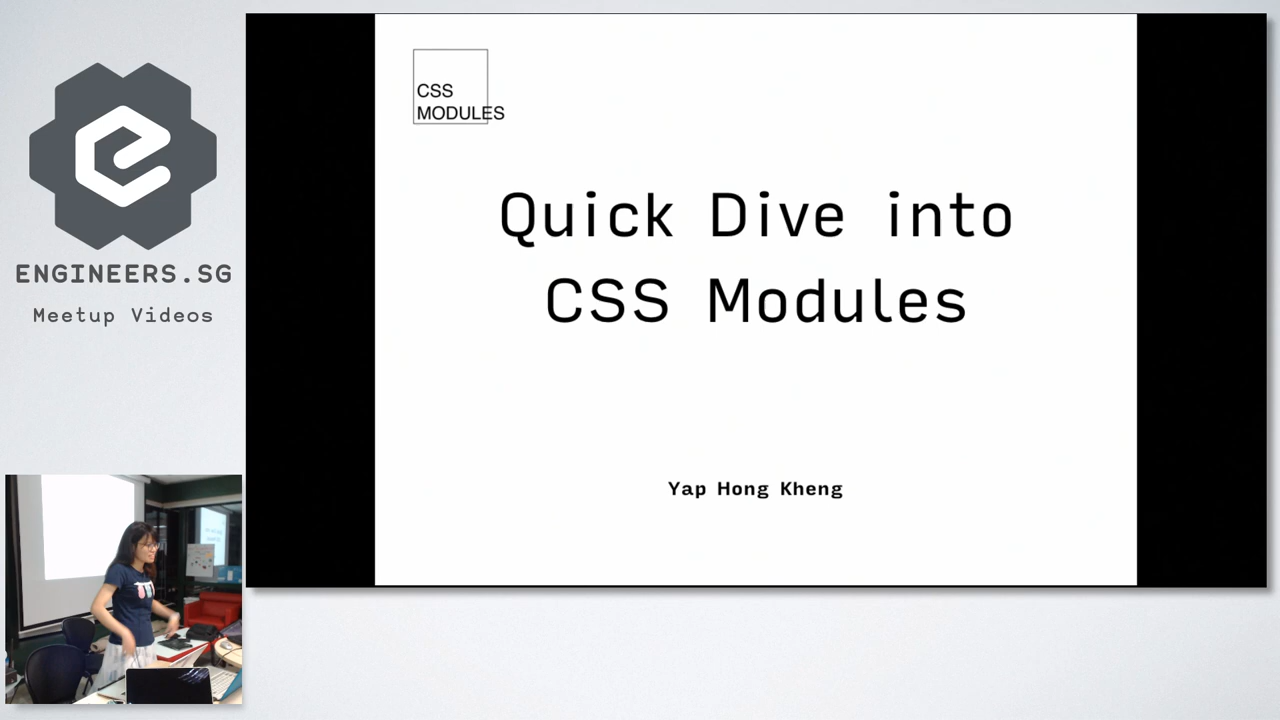 ENGINEERS.SG
Meetup Videos
CSS
MODULES
Quick Dive into
CSS Modules
Yap Hong Kheng